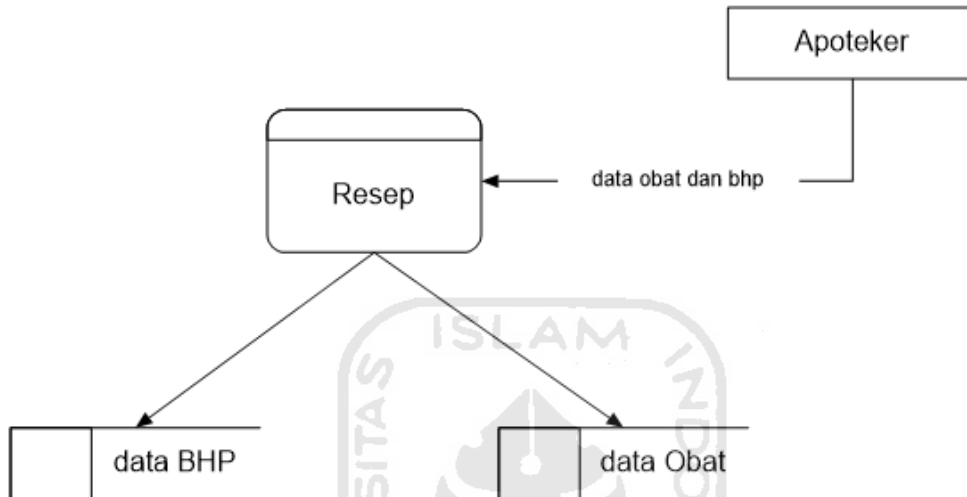 Apoteker
data obat dan bhp
Resep
ISLAM
data BHP
data Obat